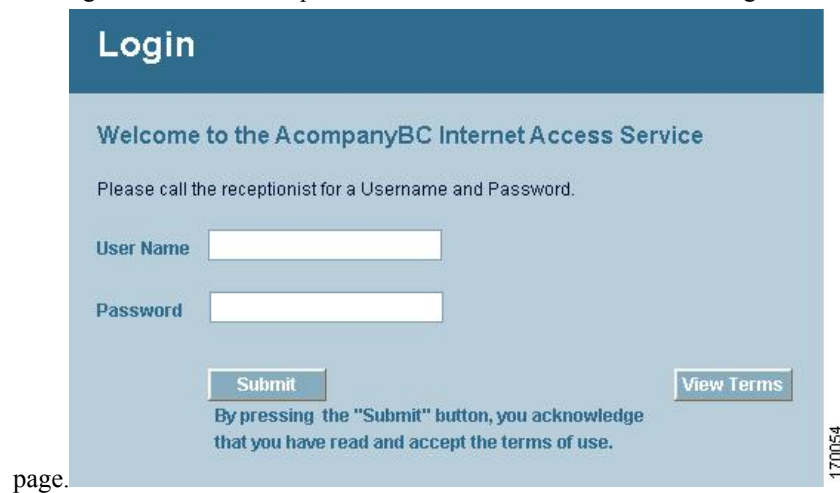 Login
Welcome to the AcompanyBC Internet Access Service
Please call the receptionist for a Username and Password.
User Name
Password
Submit
View Terms
By pressing the "Submit" button, you acknowledge
that you have read and accept the terms of use.
170054
page.